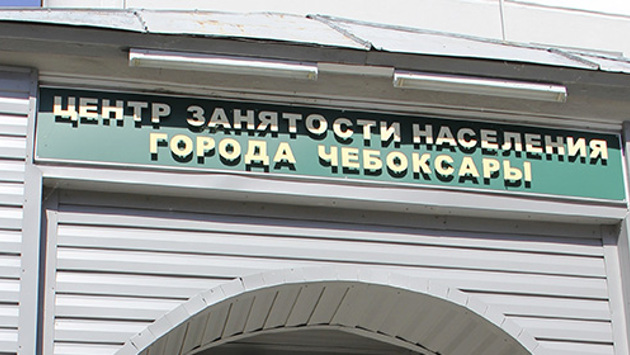 ЦЕНТР ЗАНЯТОСТИ НАСЕЛЕНИЯ
ГОРОДА ЧЕБОКСАРЫ